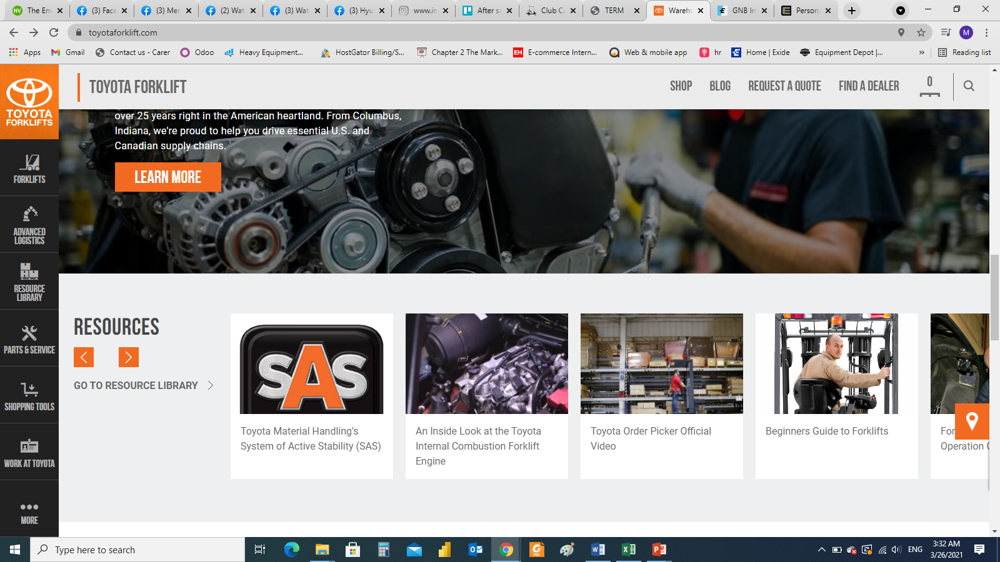 The En
(3) Face
(3) Mer
(2) Wat
(3) Wat
(3) Hyu
www.in
After sa
Club Ca
TERM
Wareho
GNB In
Person
toyotaforklift.com
M
Apps
Gmail
Contact us - Carer
Odoo
Heavy Equipment...
HostGator Billing/S...
Chapter 2 The Mark...
EH
E-commerce Intern...
Web & mobile app
hr
Home | Exide
Equipment Depot |...
»
Reading list
TOYOTA
FORKLIFTS
TOYOTA FORKLIFT
SHOP
BLOG
REQUEST A QUOTE
FIND A DEALER
0
FORKLIFTS
ADVANCED
LOGISTICS
RESOURCE
LIBRARY
PARTS & SERVICE
SHOPPING TOOLS
WORK AT TOYOTA
MORE
over 25 years right in the American heartland. From Columbus,
Indiana, we're proud to help you drive essential U.S. and
Canadian supply chains.
LEARN MORE
RESOURCES
GO TO RESOURCE LIBRARY
SAS
Toyota Material Handling's
System of Active Stability (SAS)
An Inside Look at the Toyota
Internal Combustion Forklift
Engine
Toyota Order Picker Official
Video
Beginners Guide to Forklifts
For
Operation
Type here to search
ENG
3:32 AM
3/26/2021